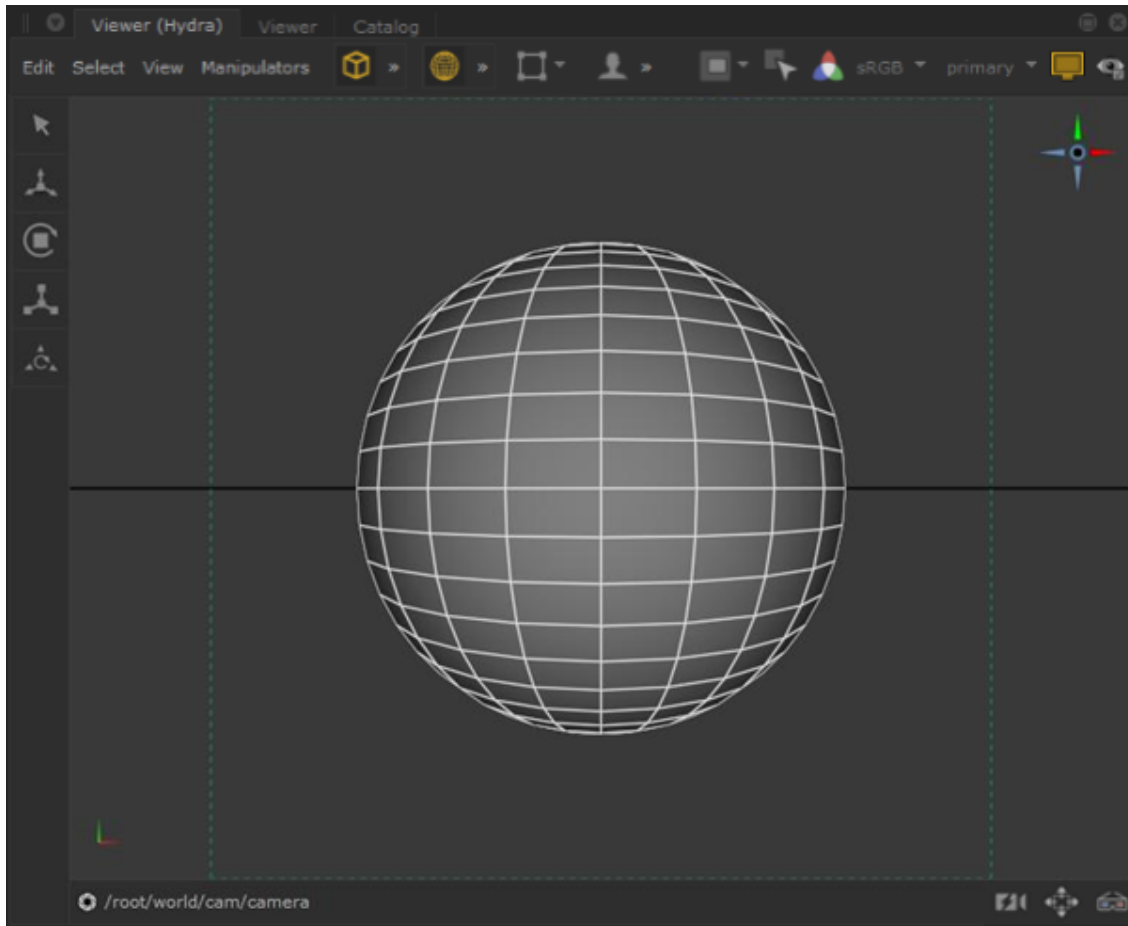 Viewer (Hydra) Viewer Catalog
Edit Select View Manipulators » » » sRGB primary
/root/world/cam/camera